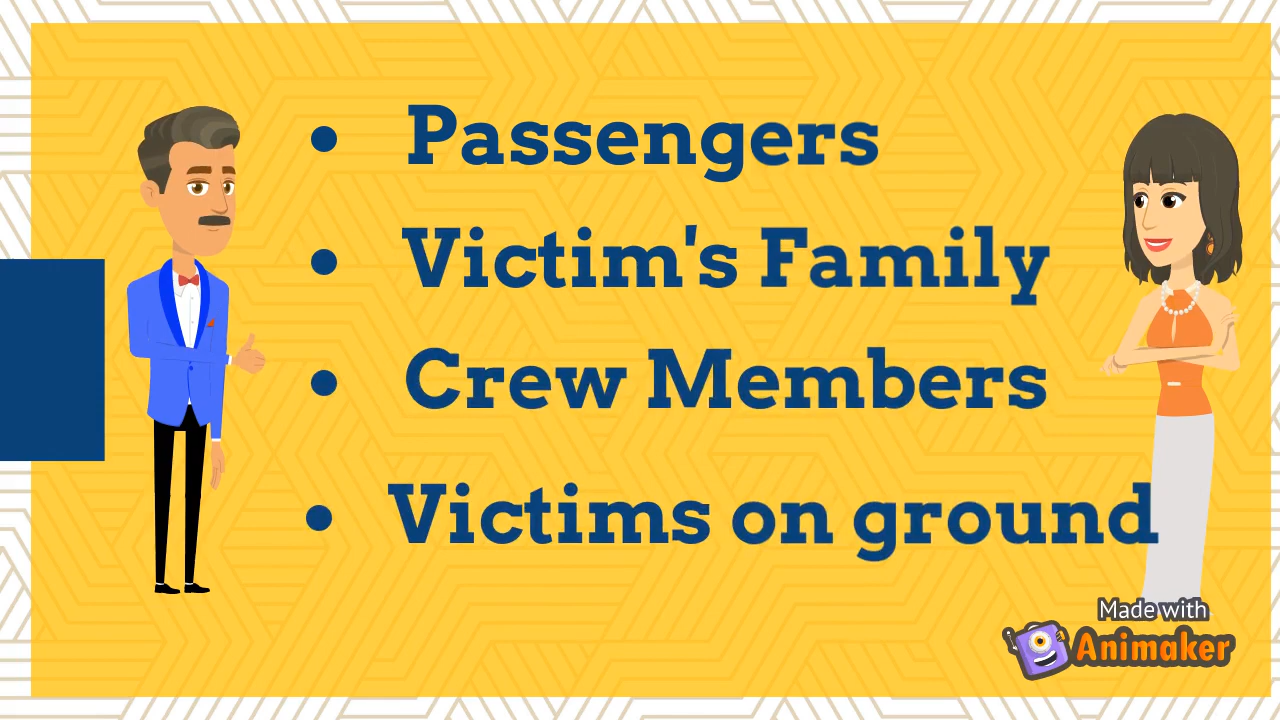 • Passengers
• Victim's Family
• Crew Members
• Victims on ground
Made with
Animaker